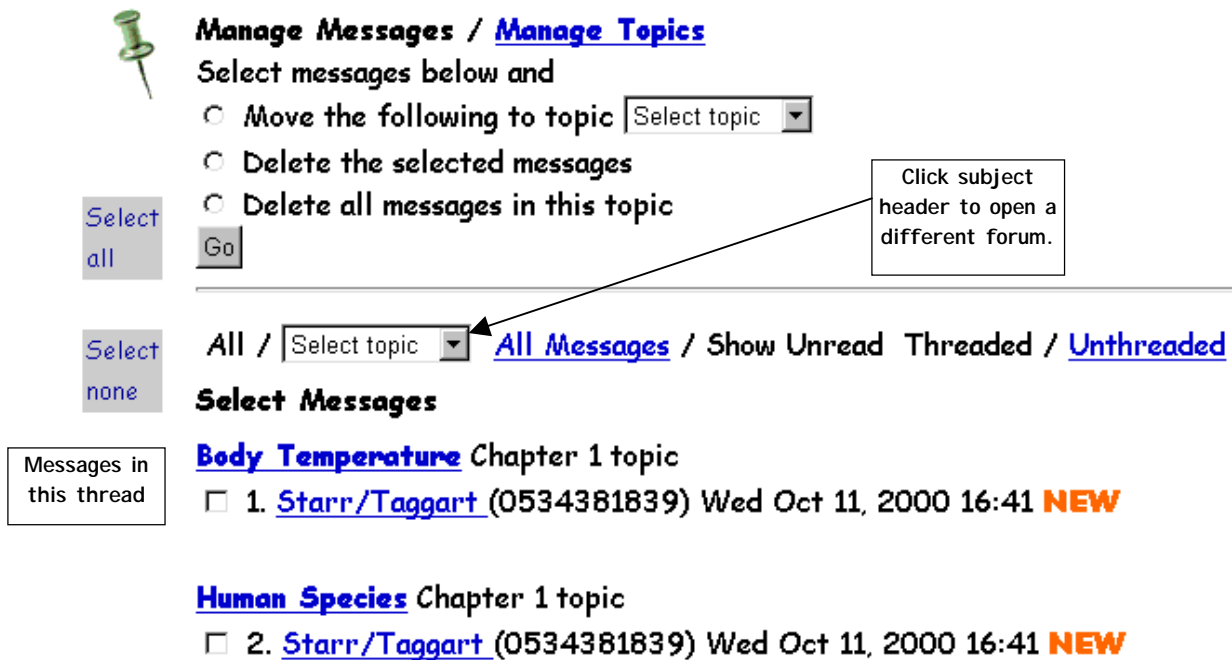 Manage Messages / Manage Topics
Select messages below and
Move the following to topic Select topic
Delete the selected messages
Delete all messages in this topic
Go
Select
all
Click subject
header to open a
different forum.
Select
none
All / Select topic All Messages / Show Unread Threaded / Unthreaded
Select Messages
Messages in
this thread
Body Temperature Chapter 1 topic
1. Starr/Taggart (0534381839) Wed Oct 11, 2000 16:41 NEW
Human Species Chapter 1 topic
2. Starr/Taggart (0534381839) Wed Oct 11, 2000 16:41 NEW